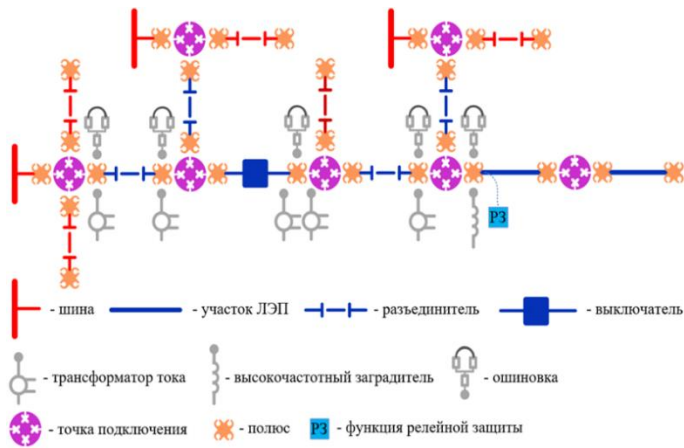 РЗ
- шина - участок ЛЭП - разъединитель - выключатель
- трансформатор тока - высокочастотный заградитель - ошиновка
- точка подключения - полюс РЗ - функция релейной защиты